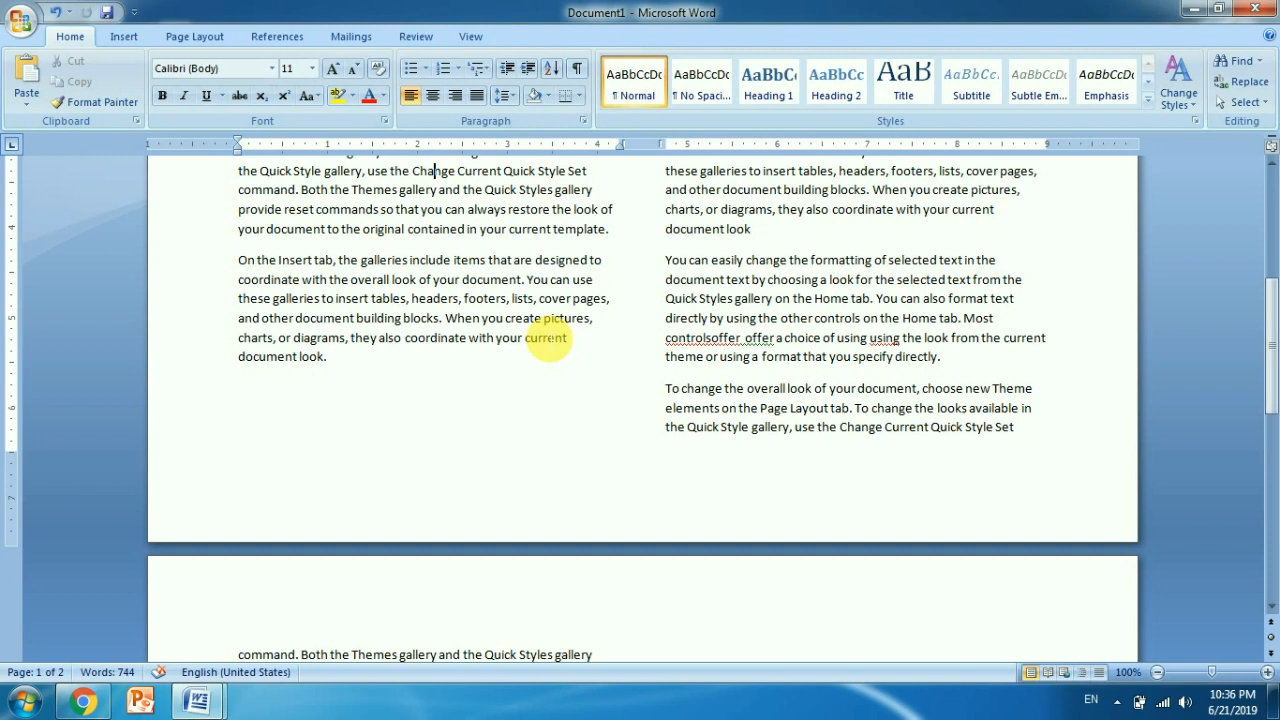 Document1 - Microsoft Word
Home Insert Page Layout References Mailings Review View
Cut
Copy
Format Painter
Paste
Clipboard
Calibri (Body) 11
Font
Paragraph
AaBbCcDc AaBbCcDc AaBbC AaBbCc AaB AaBbCc. AaBbCcDc AaBbCcDc
¶ Normal ¶ No Spaci... Heading 1 Heading 2 Title Subtitle Subtle Em... Emphasis
Change Styles
Styles
Find
Replace
Select
Editing
the Quick Style gallery, use the Change Current Quick Style Set
command. Both the Themes gallery and the Quick Styles gallery
provide reset commands so that you can always restore the look of
your document to the original contained in your current template.
On the Insert tab, the galleries include items that are designed to
coordinate with the overall look of your document. You can use
these galleries to insert tables, headers, footers, lists, cover pages,
and other document building blocks. When you create pictures,
charts, or diagrams, they also coordinate with your current
document look.
these galleries to insert tables, headers, footers, lists, cover pages,
and other document building blocks. When you create pictures,
charts, or diagrams, they also coordinate with your current
document look
You can easily change the formatting of selected text in the
document text by choosing a look for the selected text from the
Quick Styles gallery on the Home tab. You can also format text
directly by using the other controls on the Home tab. Most
controlsoffer offer a choice of using using the look from the current
theme or using a format that you specify directly.
To change the overall look of your document, choose new Theme
elements on the Page Layout tab. To change the looks available in
the Quick Style gallery, use the Change Current Quick Style Set
command. Both the Themes gallery and the Quick Styles gallery
Page: 1 of 2 Words: 744 English (United States) 100%
EN 10:36 PM
6/21/2019